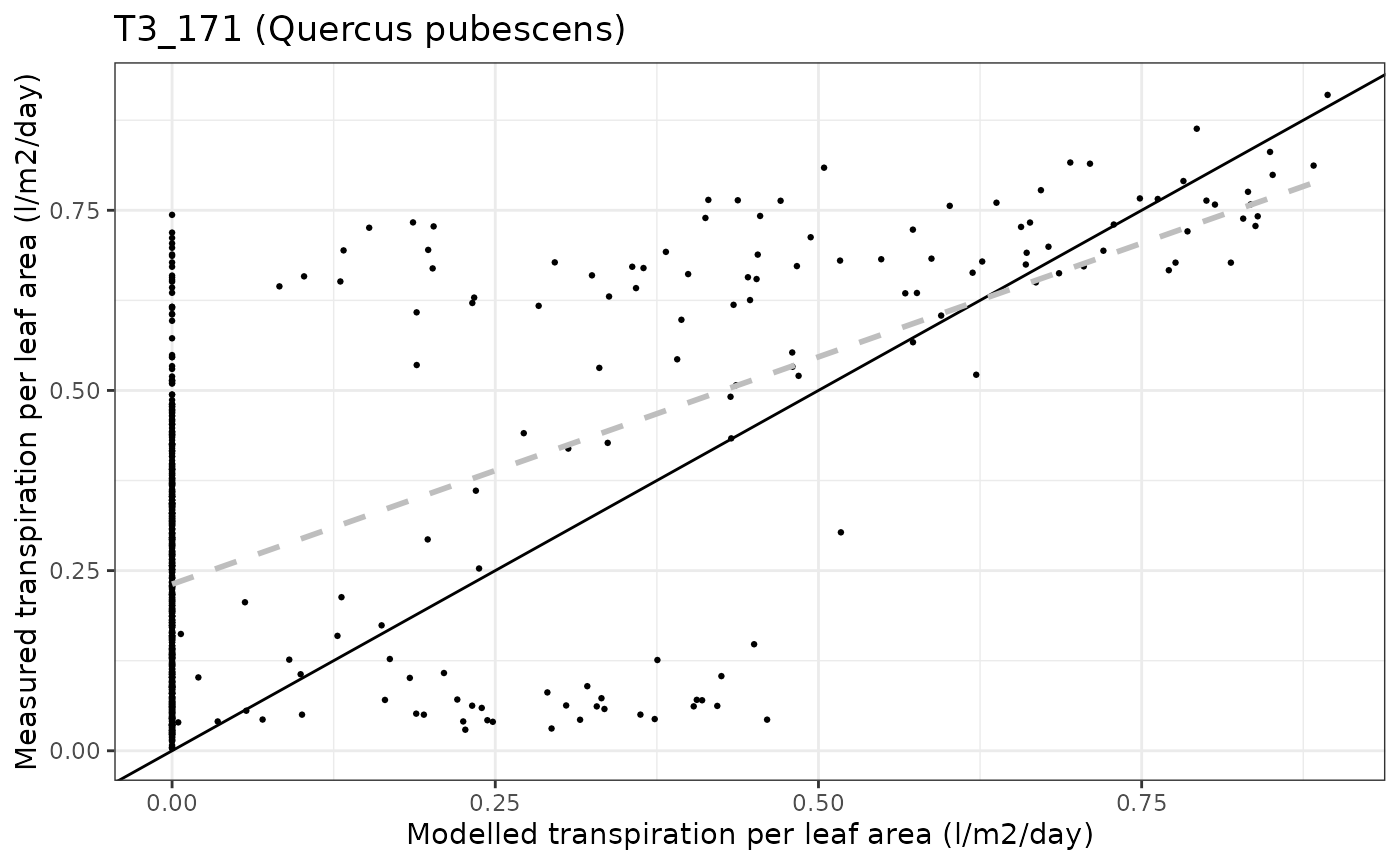 T3_171 (Quercus pubescens)
Measured transpiration per leaf area (l/m2/day)
0.75
0.50
0.25
0.00
0.00 0.25 0.50 0.75
Modelled transpiration per leaf area (l/m2/day)